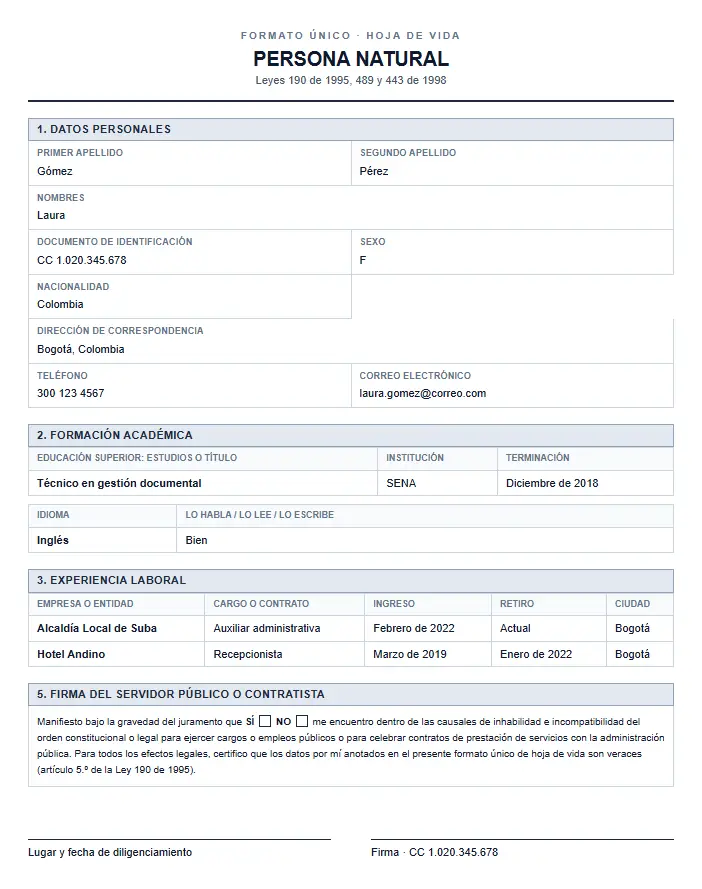 FORMATO ÚNICO · HOJA DE VIDA
PERSONA NATURAL
Leyes 190 de 1995, 489 y 443 de 1998
1. DATOS PERSONALES
PRIMER APELLIDO SEGUNDO APELLIDO
Gómez Pérez
NOMBRES
Laura
DOCUMENTO DE IDENTIFICACIÓN SEXO
CC 1.020.345.678 F
NACIONALIDAD
Colombia
DIRECCIÓN DE CORRESPONDENCIA
Bogotá, Colombia
TELÉFONO CORREO ELECTRÓNICO
300 123 4567 laura.gomez@correo.com
2. FORMACIÓN ACADÉMICA
EDUCACIÓN SUPERIOR: ESTUDIOS O TÍTULO INSTITUCIÓN TERMINACIÓN
Técnico en gestión documental SENA Diciembre de 2018
IDIOMA LO HABLA / LO LEE / LO ESCRIBE
Inglés Bien
3. EXPERIENCIA LABORAL
EMPRESA O ENTIDAD CARGO O CONTRATO INGRESO RETIRO CIUDAD
Alcaldía Local de Suba Auxiliar administrativa Febrero de 2022 Actual Bogotá
Hotel Andino Recepcionista Marzo de 2019 Enero de 2022 Bogotá
5. FIRMA DEL SERVIDOR PÚBLICO O CONTRATISTA
Manifiesto bajo la gravedad del juramento que SÍ NO me encuentro dentro de las causales de inhabilidad e incompatibilidad del
orden constitucional o legal para ejercer cargos o empleos públicos o para celebrar contratos de prestación de servicios con la administración
pública. Para todos los efectos legales, certifico que los datos por mí anotados en el presente formato único de hoja de vida son veraces
(artículo 5.º de la Ley 190 de 1995).
Lugar y fecha de diligenciamiento Firma · CC 1.020.345.678